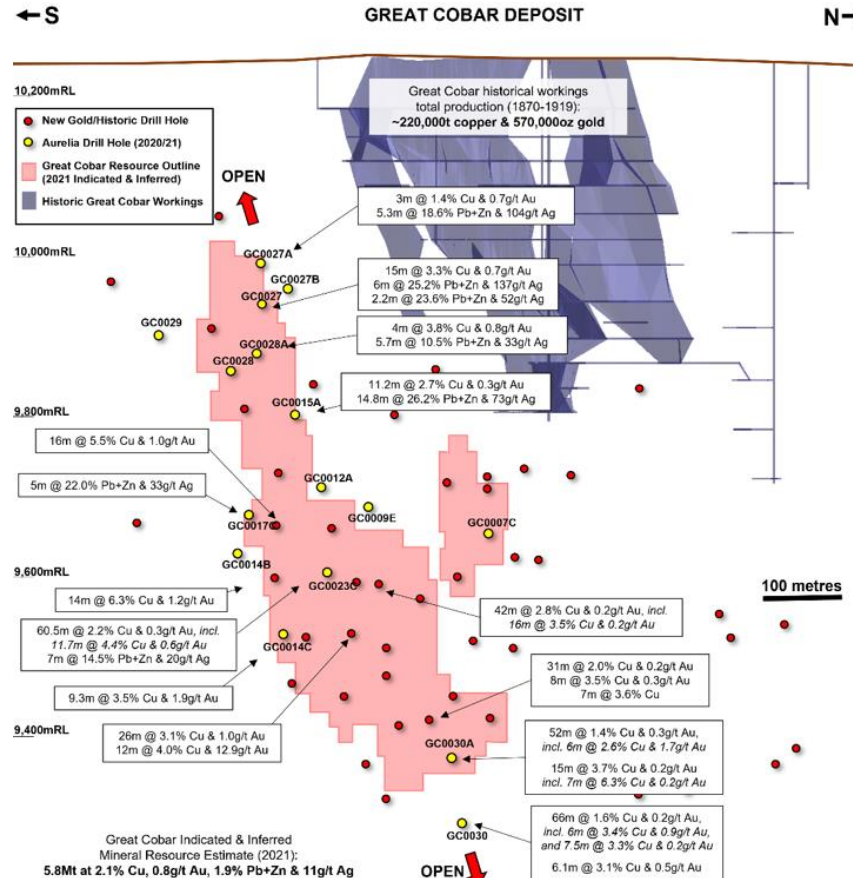 ← S
GREAT COBAR DEPOSIT
N
10,200mRL
Great Cobar historical workings
total production (1870-1919):
~220,000t copper & 570,000oz gold
New Gold/Historic Drill Hole
Aurelia Drill Hole (2020/21)
Great Cobar Resource Outline
(2021 Indicated & Inferred)
Historic Great Cobar Workings
OPEN
3m @ 1.4% Cu & 0.7g/t Au
5.3m @ 18.6% Pb+Zn & 104g/t Ag
10,000mRL
GC0027A
GC0027B
GC0027
15m @ 3.3% Cu & 0.7g/t Au
6m @ 25.2% Pb+Zn & 137g/t Ag
2.2m @ 23.6% Pb+Zn & 52g/t Ag
GC0029
GC0028A
GC0028
4m @ 3.8% Cu & 0.8g/t Au
5.7m @ 10.5% Pb+Zn & 33g/t Ag
11.2m @ 2.7% Cu & 0.3g/t Au
14.8m @ 26.2% Pb+Zn & 73g/t Ag
GC0015A
9,800mRL
16m @ 5.5% Cu & 1.0g/t Au
5m @ 22.0% Pb+Zn & 33g/t Ag
GC0012A
GC0009E
GC0017C
GC0007C
GC0014B
9,600mRL
GC0023C
100 metres
14m @ 6.3% Cu & 1.2g/t Au
42m @ 2.8% Cu & 0.2g/t Au, incl.
16m @ 3.5% Cu & 0.2g/t Au
60.5m @ 2.2% Cu & 0.3g/t Au, incl.
11.7m @ 4.4% Cu & 0.6g/t Au
7m @ 14.5% Pb+Zn & 20g/t Ag
GC0014C
31m @ 2.0% Cu & 0.2g/t Au
8m @ 3.5% Cu & 0.3g/t Au
7m @ 3.6% Cu
9.3m @ 3.5% Cu & 1.9g/t Au
9,400mRL
26m @ 3.1% Cu & 1.0g/t Au
12m @ 4.0% Cu & 12.9g/t Au
GC0030A
52m @ 1.4% Cu & 0.3g/t Au,
incl. 6m @ 2.6% Cu & 1.7g/t Au
15m @ 3.7% Cu & 0.2g/t Au
incl. 7m @ 6.3% Cu & 0.2g/t Au
GC0030
66m @ 1.6% Cu & 0.2g/t Au,
incl. 6m @ 3.4% Cu & 0.9g/t Au,
and 7.5m @ 3.3% Cu & 0.2g/t Au
6.1m @ 3.1% Cu & 0.5g/t Au
OPEN
Great Cobar Indicated & Inferred
Mineral Resource Estimate (2021):
5.8Mt at 2.1% Cu, 0.8g/t Au, 1.9% Pb+Zn & 11g/t Ag